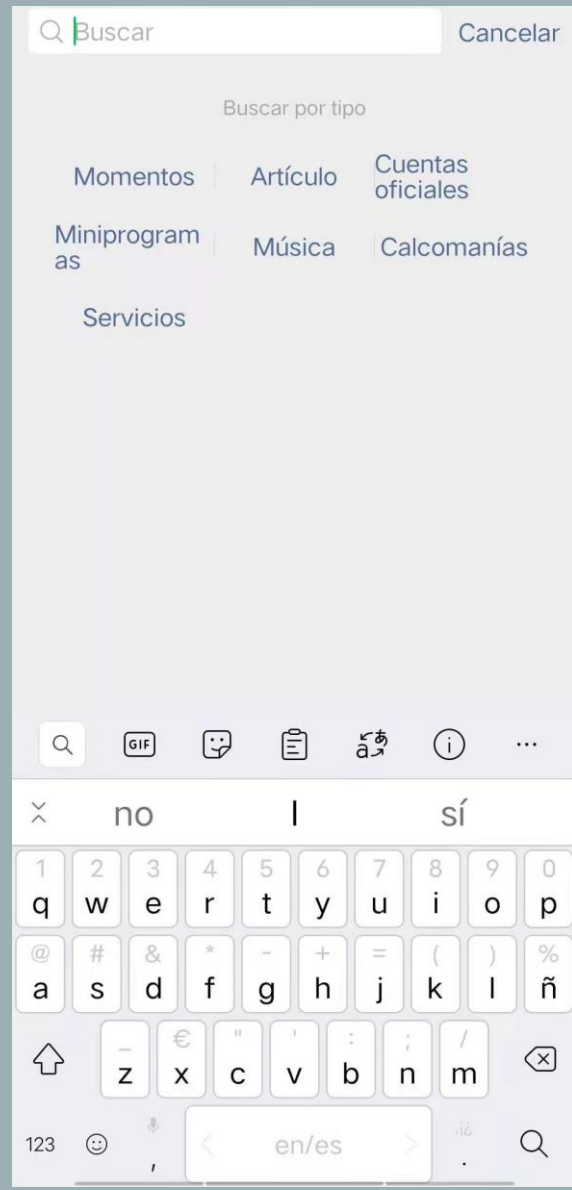 Buscar
Cancelar
Buscar por tipo
Momentos
Artículo
Cuentas
oficiales
Miniprogram
as
Música
Calcomanías
Servicios
GIF
no I sí
1 2 3 4 5 6 7 8 9 0
q w e r t y u i o p
@ # & * - + = ( ) %
a s d f g h j k l ñ
_ € " ' : ; /
z x c v b n m
123 , < en/es > .